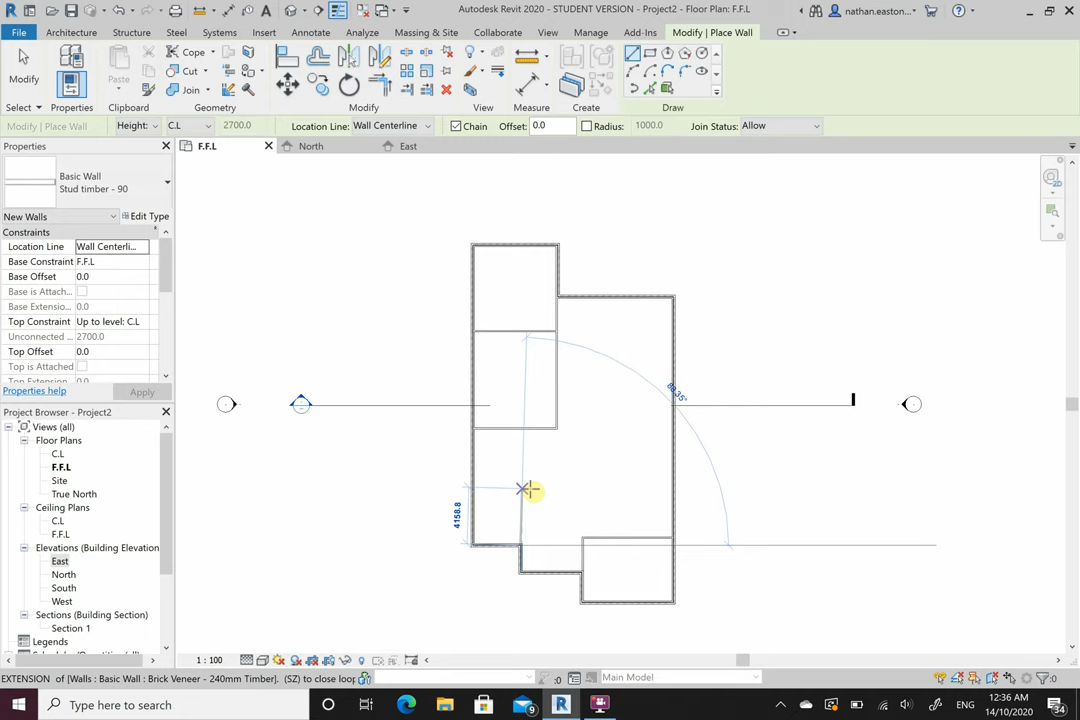 Autodesk Revit 2020 - STUDENT VERSION - Project2 - Floor Plan: F.F.L
nathan.easton...
File Architecture Structure Steel Systems Insert Annotate Analyze Massing & Site Collaborate View Manage Add-Ins Modify | Place Wall
Modify Paste Cope
Cut
Join
Select Properties Clipboard Geometry Modify View Measure Create Draw
Modify | Place Wall Height: C.L 2700.0 Location Line: Wall Centerline Chain Offset: 0.0 Radius: 1000.0 Join Status: Allow
Properties F.F.L North East
Basic Wall
Stud timber - 90
New Walls Edit Type
Constraints
Location Line Wall Centerli...
Base Constraint F.F.L
Base Offset 0.0
Base is Attach...
Base Extensio...
Top Constraint Up to level: C.L
Unconnected ... 2700.0
Top Offset 0.0
Top is Attached
Top Extension
Properties help Apply
Project Browser - Project2
Views (all)
Floor Plans
C.L
F.F.L
Site
True North
Ceiling Plans
C.L
F.F.L
Elevations (Building Elevation
East
North
South
West
Sections (Building Section)
Section 1
Legends
4158.8
1 : 100
EXTENSION of [Walls : Basic Wall : Brick Veneer - 240mm Timber]. (SZ) to close loop
:0 Main Model :0
Type here to search
9
ENG
12:36 AM
14/10/2020
34